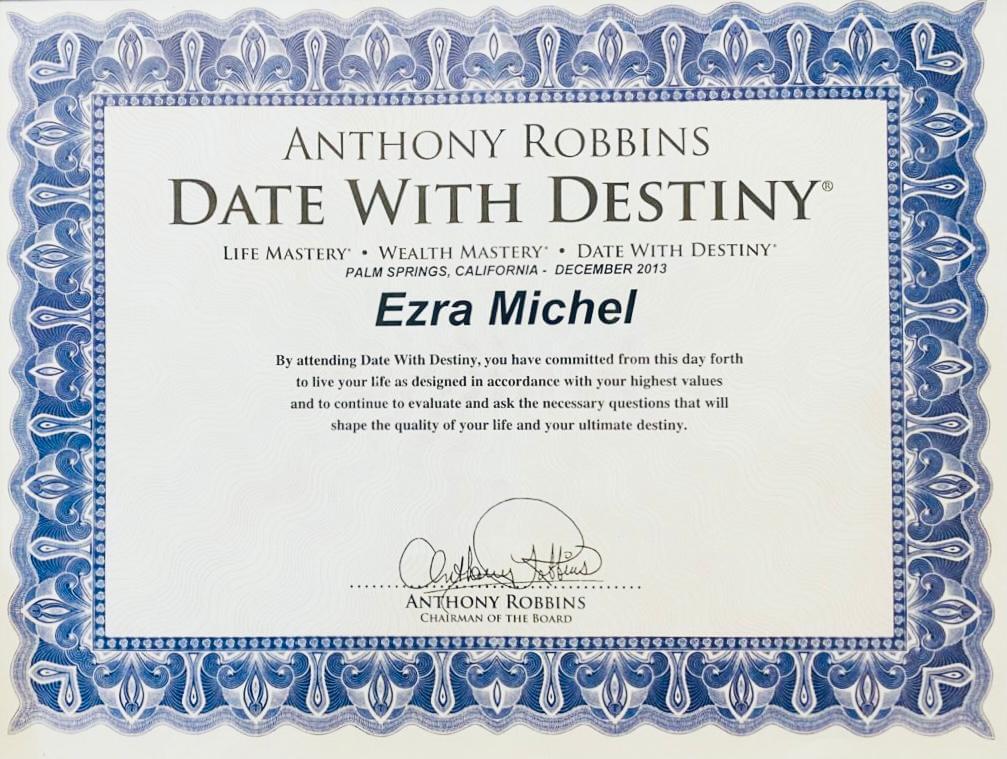 ANTHONY ROBBINS
DATE WITH DESTINY®
LIFE MASTERY® • WEALTH MASTERY® • DATE WITH DESTINY®
PALM SPRINGS, CALIFORNIA - DECEMBER 2013
Ezra Michel
By attending Date With Destiny, you have committed from this day forth
to live your life as designed in accordance with your highest values
and to continue to evaluate and ask the necessary questions that will
shape the quality of your life and your ultimate destiny.
Anthony Robbins
ANTHONY ROBBINS
CHAIRMAN OF THE BOARD